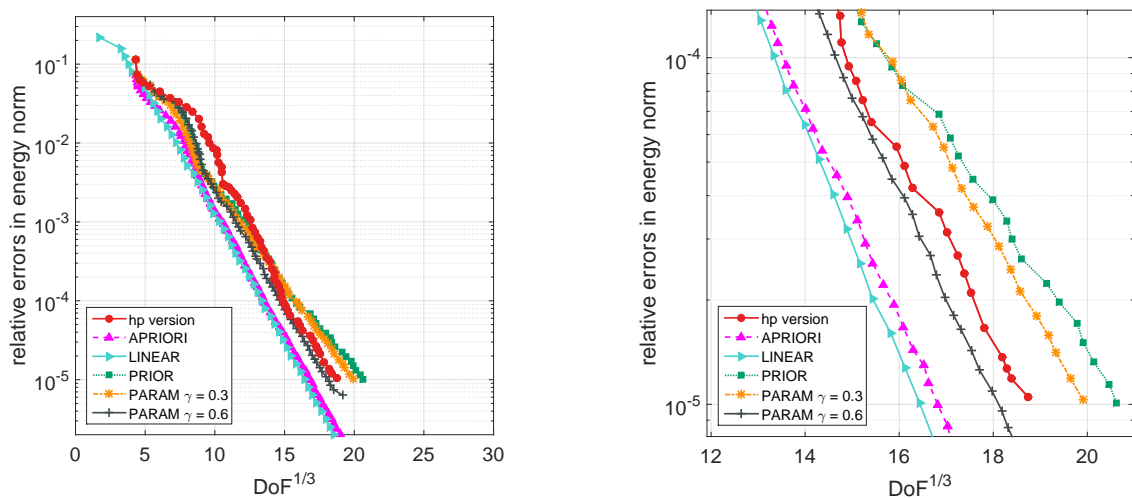 10^-1
10^-2
10^-3
10^-4
10^-5
relative errors in energy norm
hp version
APRIORI
LINEAR
PRIOR
PARAM γ = 0.3
PARAM γ = 0.6
0 5 10 15 20 25 30
DoF^1/3
10^-4
10^-5
relative errors in energy norm
hp version
APRIORI
LINEAR
PRIOR
PARAM γ = 0.3
PARAM γ = 0.6
12 14 16 18 20
DoF^1/3